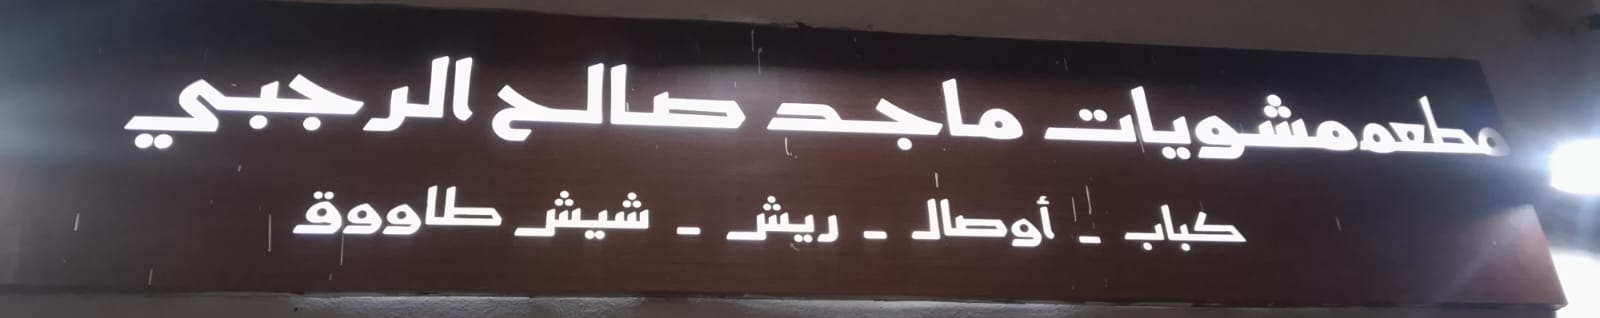 مطعم مشويات ماجد صالح الرجبي
كباب - أوصال - ريش - شيش طاووق